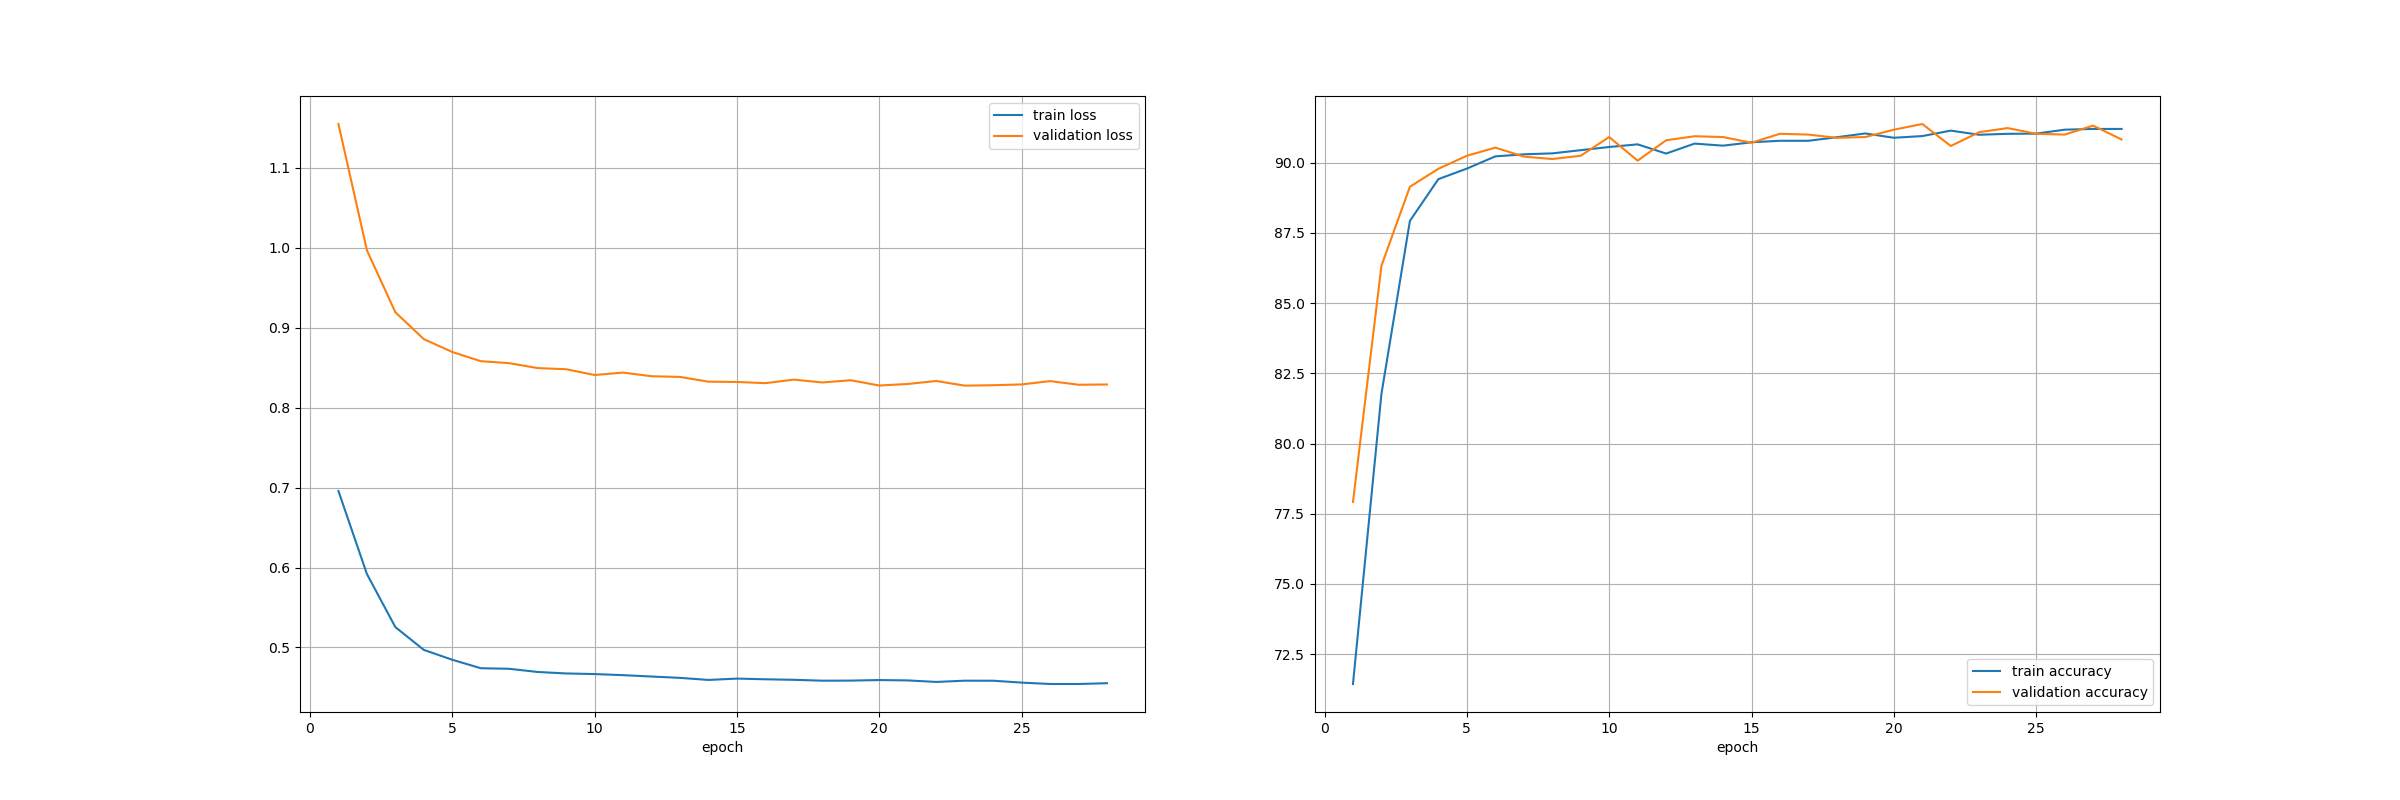 train loss
validation loss
1.1
1.0
0.9
0.8
0.7
0.6
0.5
0 5 10 15 20 25
epoch
90.0
87.5
85.0
82.5
80.0
77.5
75.0
72.5
train accuracy
validation accuracy
0 5 10 15 20 25
epoch